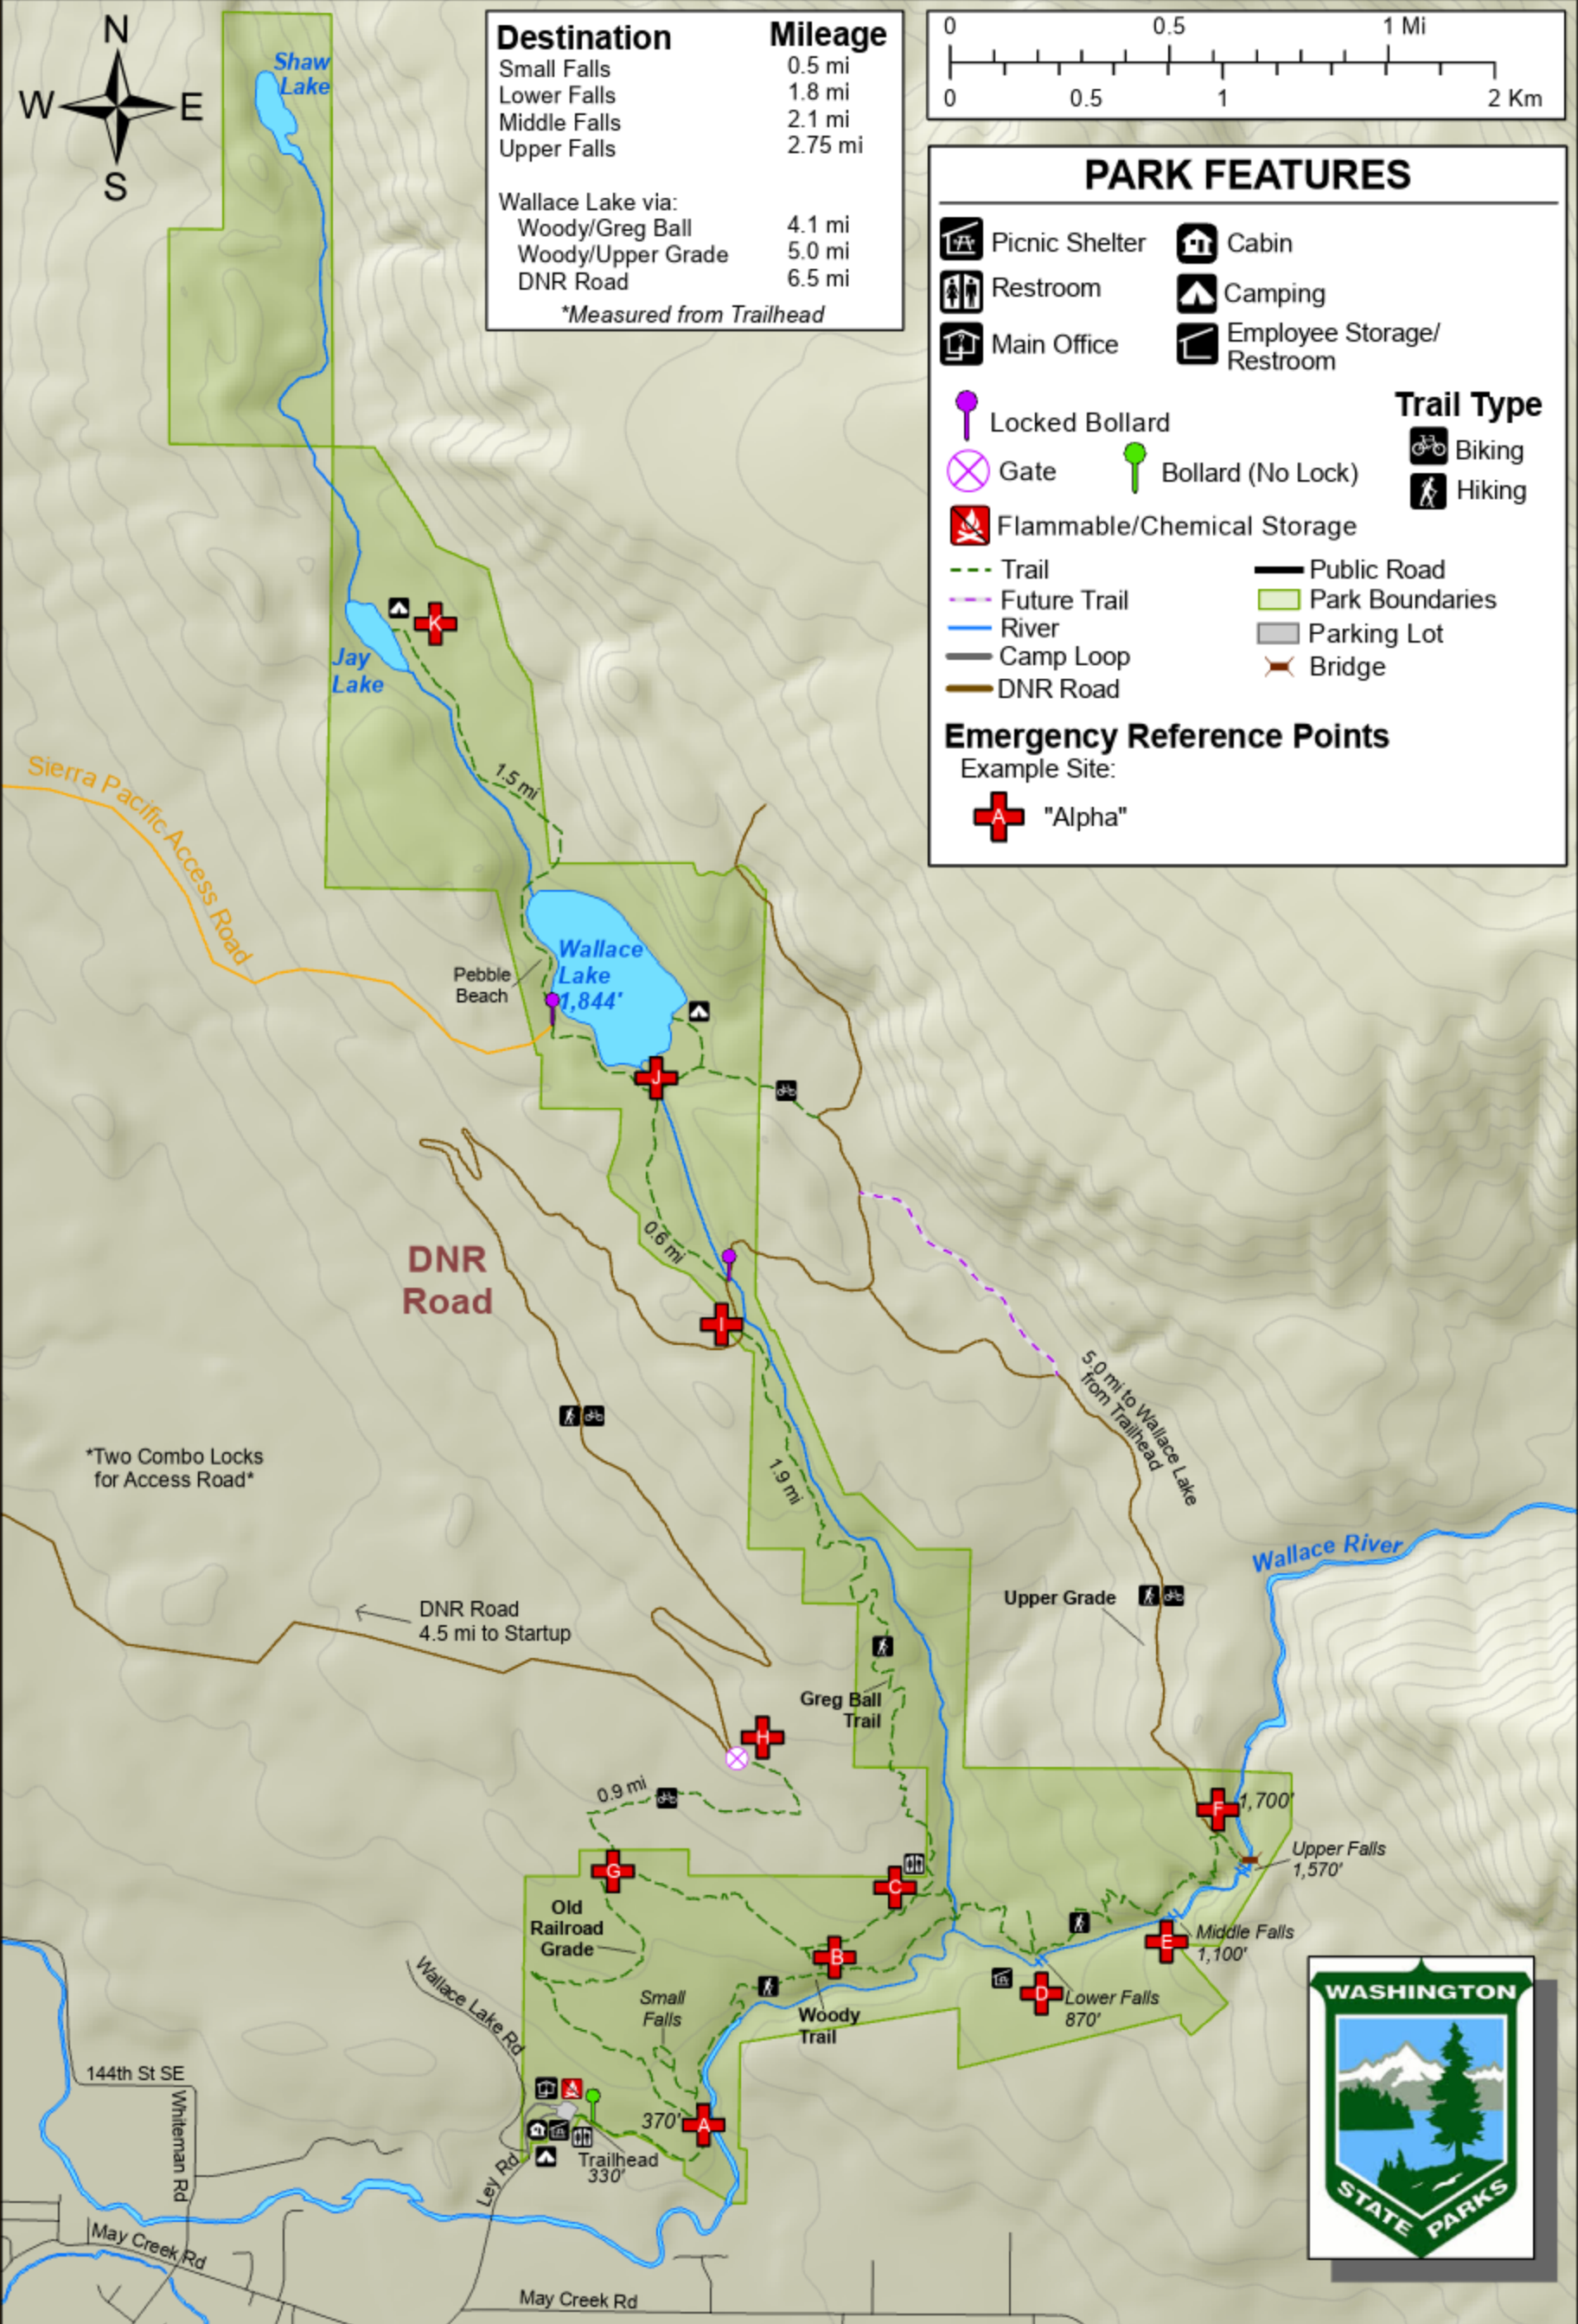 N
W E
S
Destination Mileage
Small Falls 0.5 mi
Lower Falls 1.8 mi
Middle Falls 2.1 mi
Upper Falls 2.75 mi
Wallace Lake via:
Woody/Greg Ball 4.1 mi
Woody/Upper Grade 5.0 mi
DNR Road 6.5 mi
*Measured from Trailhead
0 0.5 1 Mi
0 0.5 1 2 Km
PARK FEATURES
Picnic Shelter
Cabin
Restroom
Camping
Main Office
Employee Storage/
Restroom
Locked Bollard
Gate
Bollard (No Lock)
Trail Type
Biking
Hiking
Flammable/Chemical Storage
Trail
Future Trail
River
Camp Loop
DNR Road
Public Road
Park Boundaries
Parking Lot
Bridge
Emergency Reference Points
Example Site:
A "Alpha"
Shaw
Lake
K
Jay
Lake
1.5 mi
Sierra Pacific Access Road
Pebble
Beach
Wallace
Lake
1,844'
J
0.6 mi
DNR
Road
I
5.0 mi to Wallace Lake
from Trailhead
1.9 mi
*Two Combo Locks
for Access Road*
Wallace River
Upper Grade
DNR Road
4.5 mi to Startup
Greg Ball
Trail
H
0.9 mi
F 1,700'
Upper Falls
1,570'
G
C
Old
Railroad
Grade
B
E
Middle Falls
1,100'
Wallace Lake Rd
Small
Falls
Woody
Trail
D
Lower Falls
870'
144th St SE
Whiteman Rd
370' A
Trailhead
330'
Ley Rd
May Creek Rd
May Creek Rd
WASHINGTON
STATE PARKS